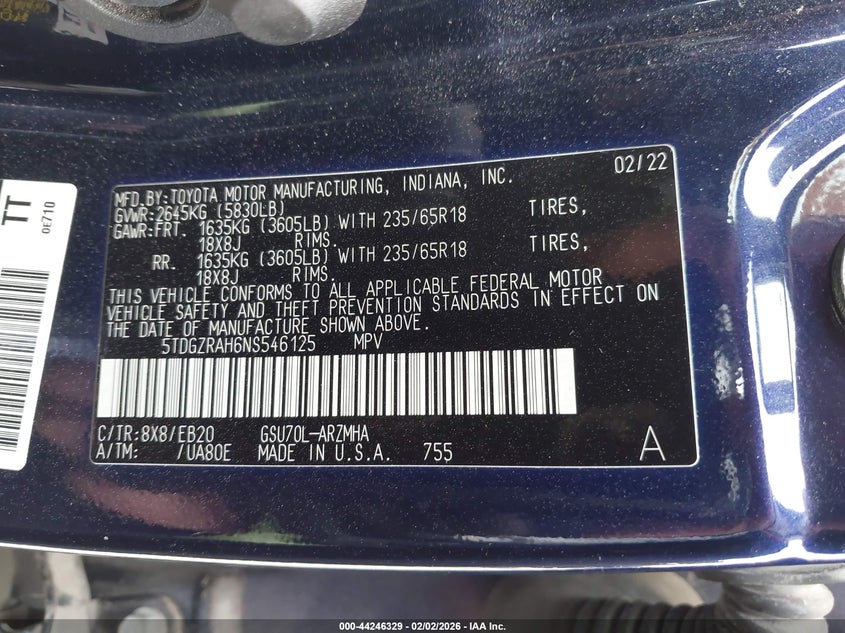 MFD.BY:TOYOTA MOTOR MANUFACTURING, INDIANA, INC. 02/22
GVWR:2645KG (5830LB)
GAWR:FRT. 1635KG (3605LB) WITH 235/65R18 TIRES,
18X8J RIMS.
RR. 1635KG (3605LB) WITH 235/65R18 TIRES,
18X8J RIMS.
THIS VEHICLE CONFORMS TO ALL APPLICABLE FEDERAL MOTOR
VEHICLE SAFETY AND THEFT PREVENTION STANDARDS IN EFFECT ON
THE DATE OF MANUFACTURE SHOWN ABOVE.
5TDGZRAH6NS546125 MPV
C/TR:8X8/EB20 GSU70L-ARZMHA
A/TM: /UA80E MADE IN U.S.A. 755 A
TT
0E710
000-44246329 - 02/02/2026 - IAA Inc.